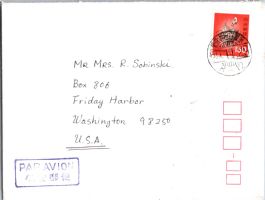 Mr Mrs. R. Sobinski
Box 806
Friday Harbor
Washington 98250
U.S.A.
PAR AVION